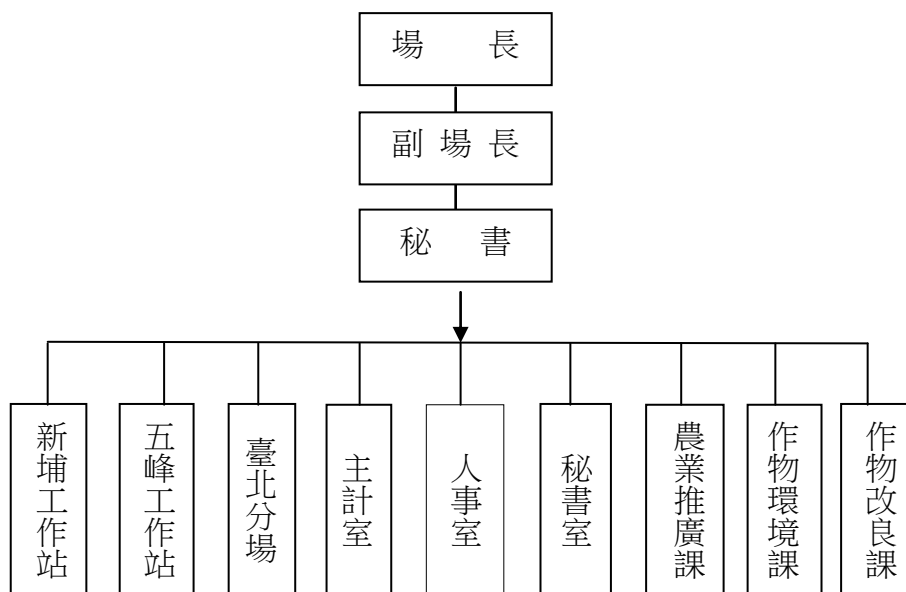 場長
副場長
秘書
新埔工作站
五峰工作站
臺北分場
主計室
人事室
秘書室
農業推廣課
作物環境課
作物改良課